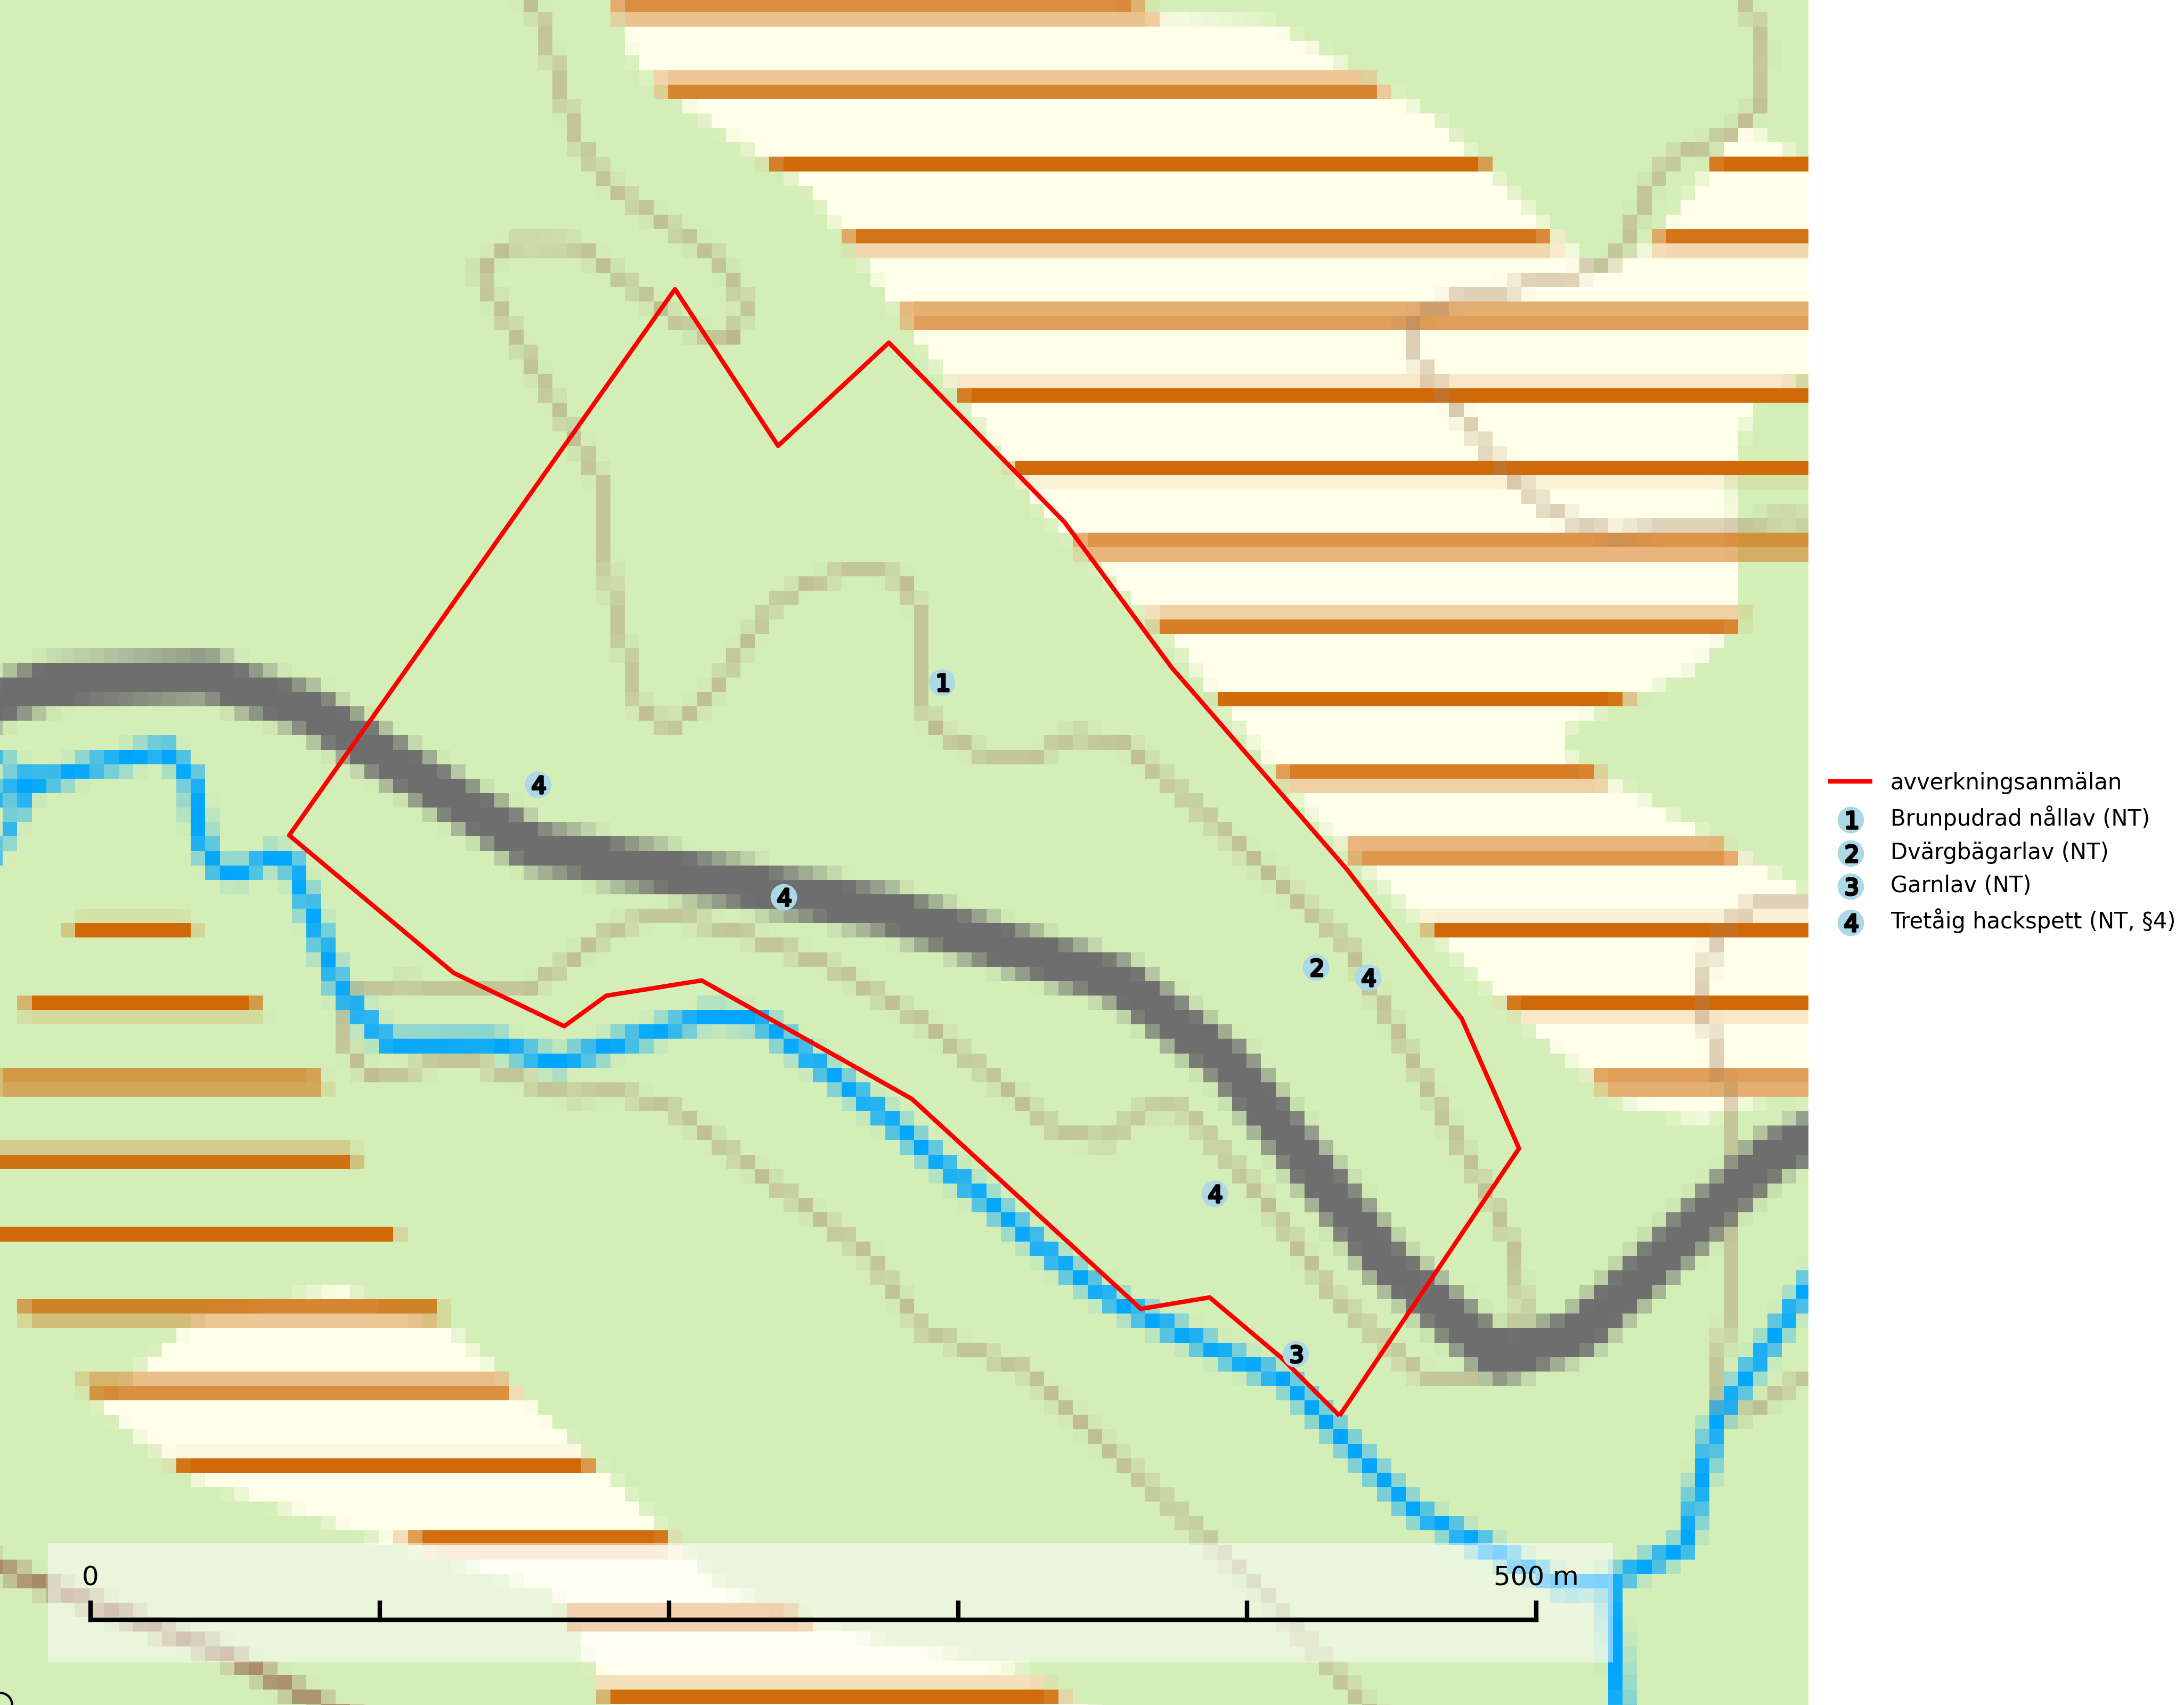 1
4
4
2
4
4
3
avverkningsanmälan
1 Brunpudrad nållav (NT)
2 Dvärgbägarlav (NT)
3 Garnlav (NT)
4 Tretåig hackspett (NT, §4)
0 500 m